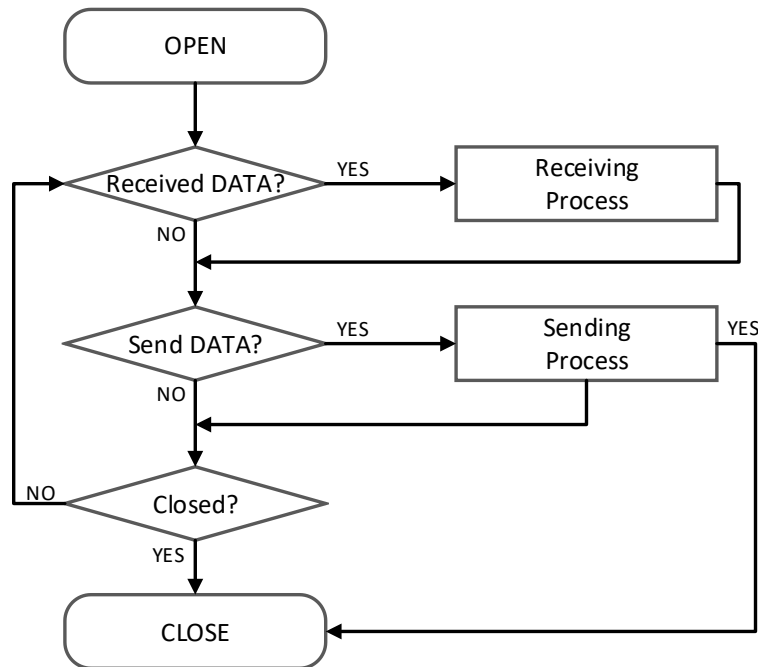 OPEN
Received DATA?
YES
Receiving
Process
NO
Send DATA?
YES
Sending
Process
YES
NO
Closed?
NO
YES
CLOSE